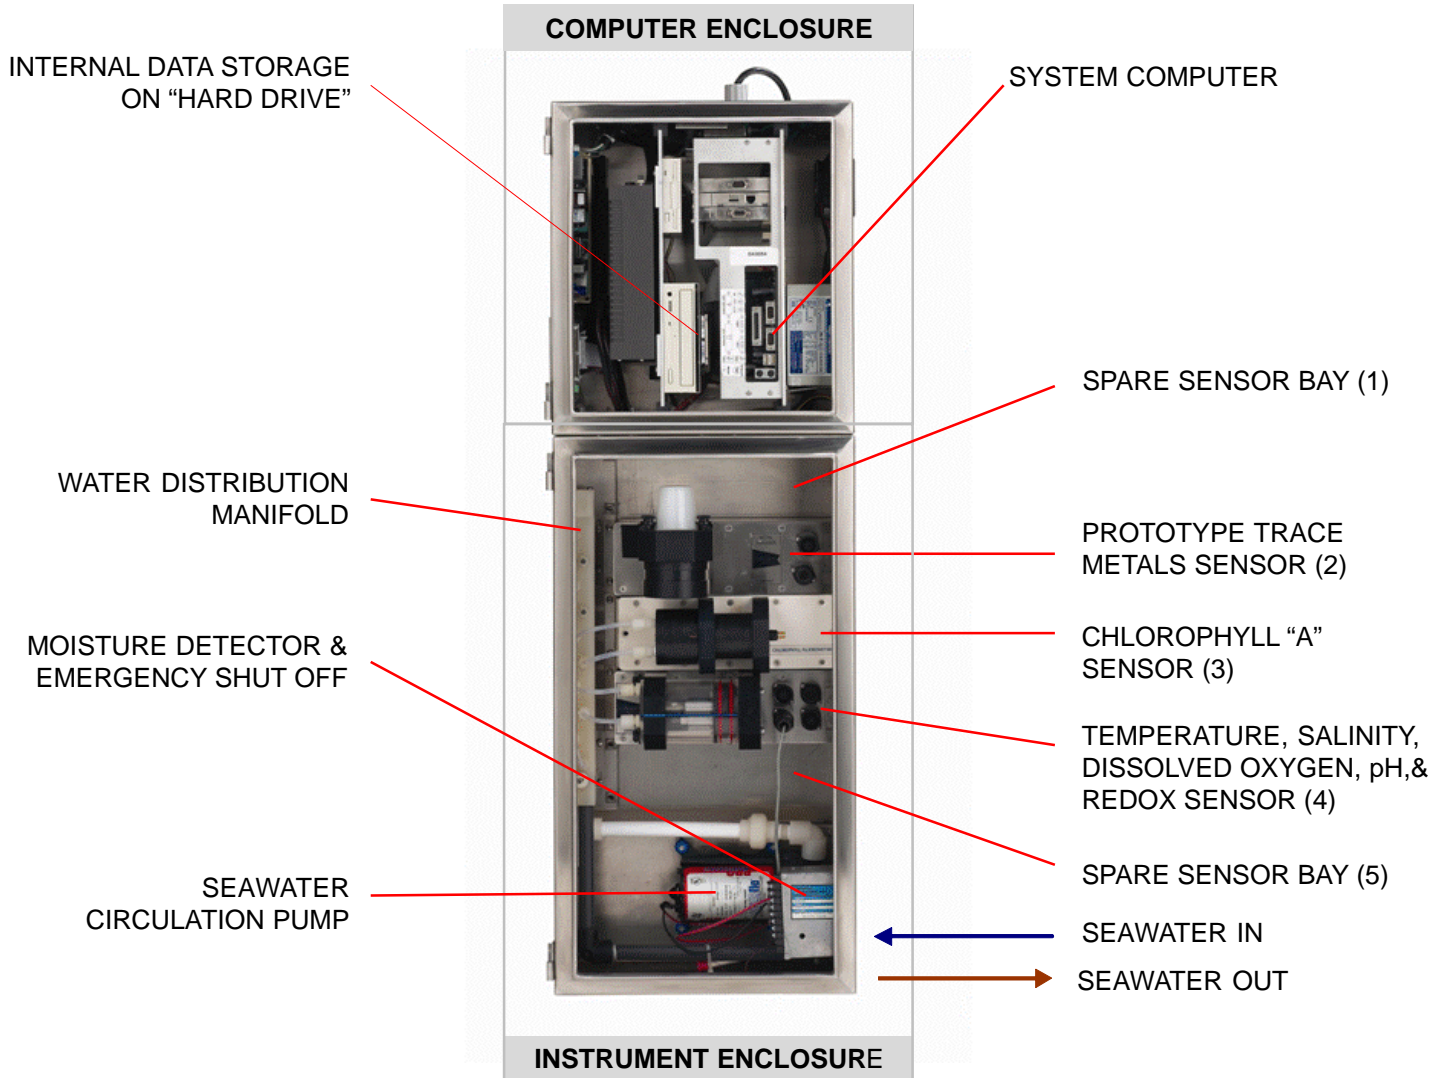 COMPUTER ENCLOSURE
INTERNAL DATA STORAGE
ON “HARD DRIVE”
SYSTEM COMPUTER
SPARE SENSOR BAY (1)
WATER DISTRIBUTION
MANIFOLD
PROTOTYPE TRACE
METALS SENSOR (2)
MOISTURE DETECTOR &
EMERGENCY SHUT OFF
CHLOROPHYLL “A”
SENSOR (3)
TEMPERATURE, SALINITY,
DISSOLVED OXYGEN, pH,&
REDOX SENSOR (4)
SEAWATER
CIRCULATION PUMP
SPARE SENSOR BAY (5)
SEAWATER IN
SEAWATER OUT
INSTRUMENT ENCLOSURE